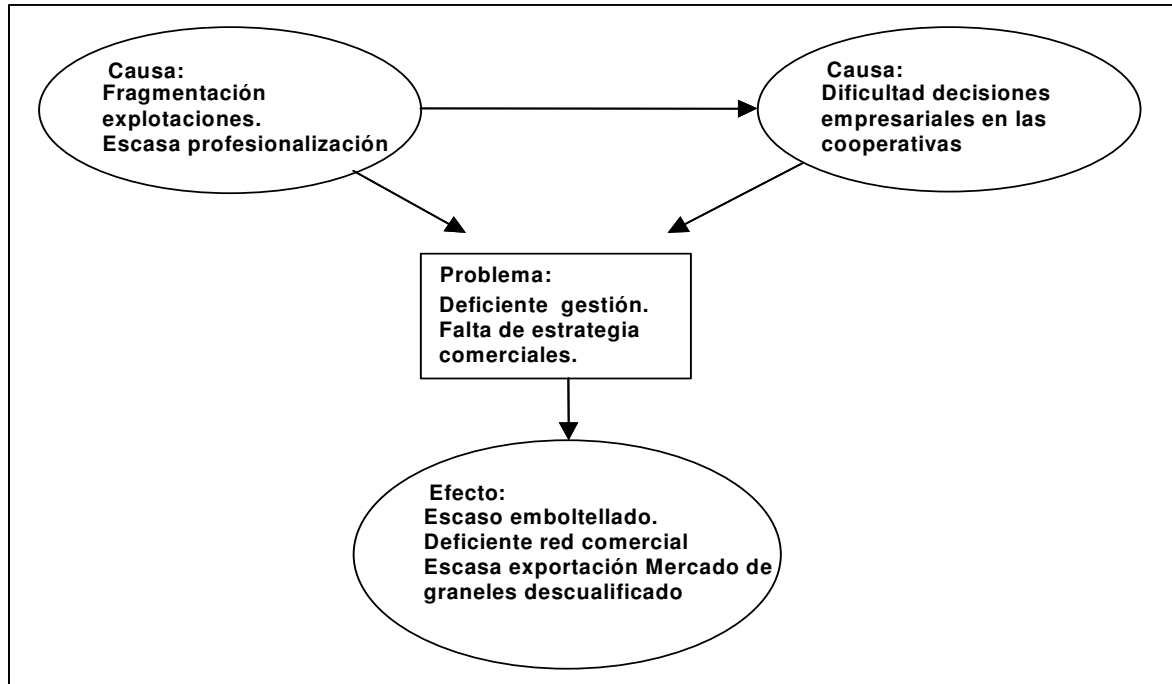 Causa:
Fragmentación
explotaciones.
Escasa profesionalización
Causa:
Dificultad decisiones
empresariales en las
cooperativas
Problema:
Deficiente gestión.
Falta de estrategia
comerciales.
Efecto:
Escaso emboltellado.
Deficiente red comercial
Escasa exportación Mercado de
graneles descualificado